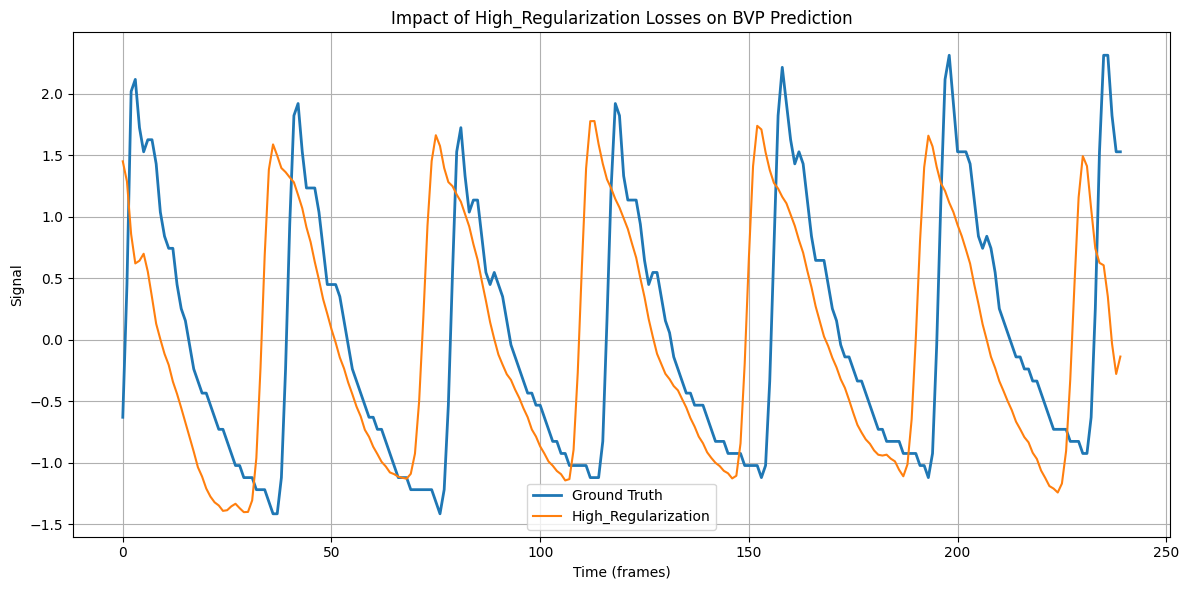 Impact of High_Regularization Losses on BVP Prediction
Signal
2.0
1.5
1.0
0.5
0.0
−0.5
−1.0
−1.5
Ground Truth
High_Regularization
0 50 100 150 200 250
Time (frames)